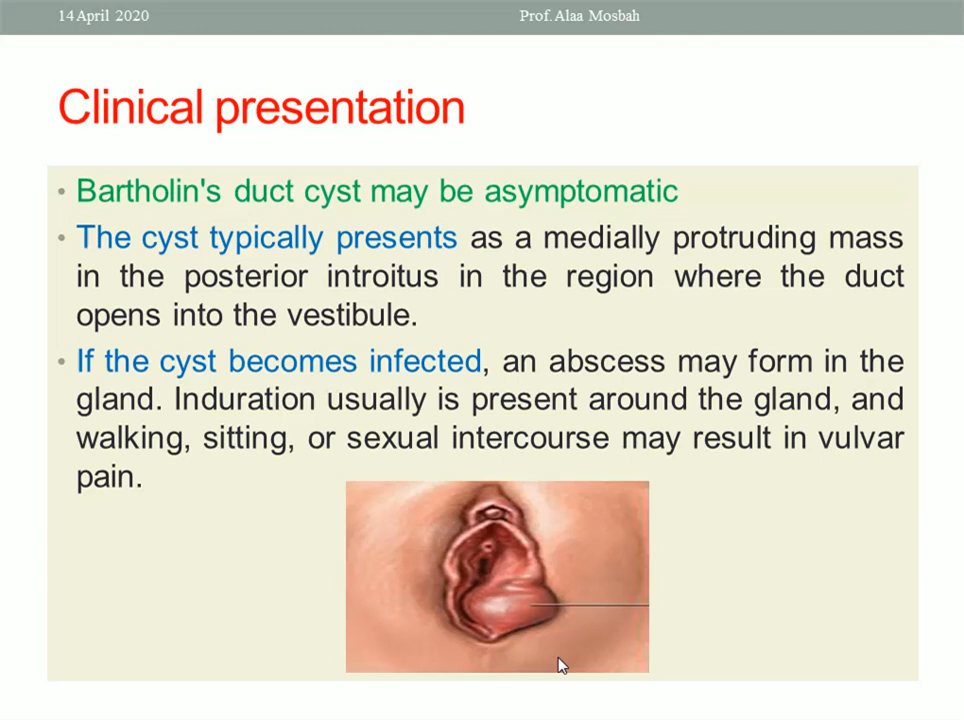 14 April 2020 Prof. Alaa Mosbah
Clinical presentation
• Bartholin's duct cyst may be asymptomatic
• The cyst typically presents as a medially protruding mass
in the posterior introitus in the region where the duct
opens into the vestibule.
• If the cyst becomes infected, an abscess may form in the
gland. Induration usually is present around the gland, and
walking, sitting, or sexual intercourse may result in vulvar
pain.